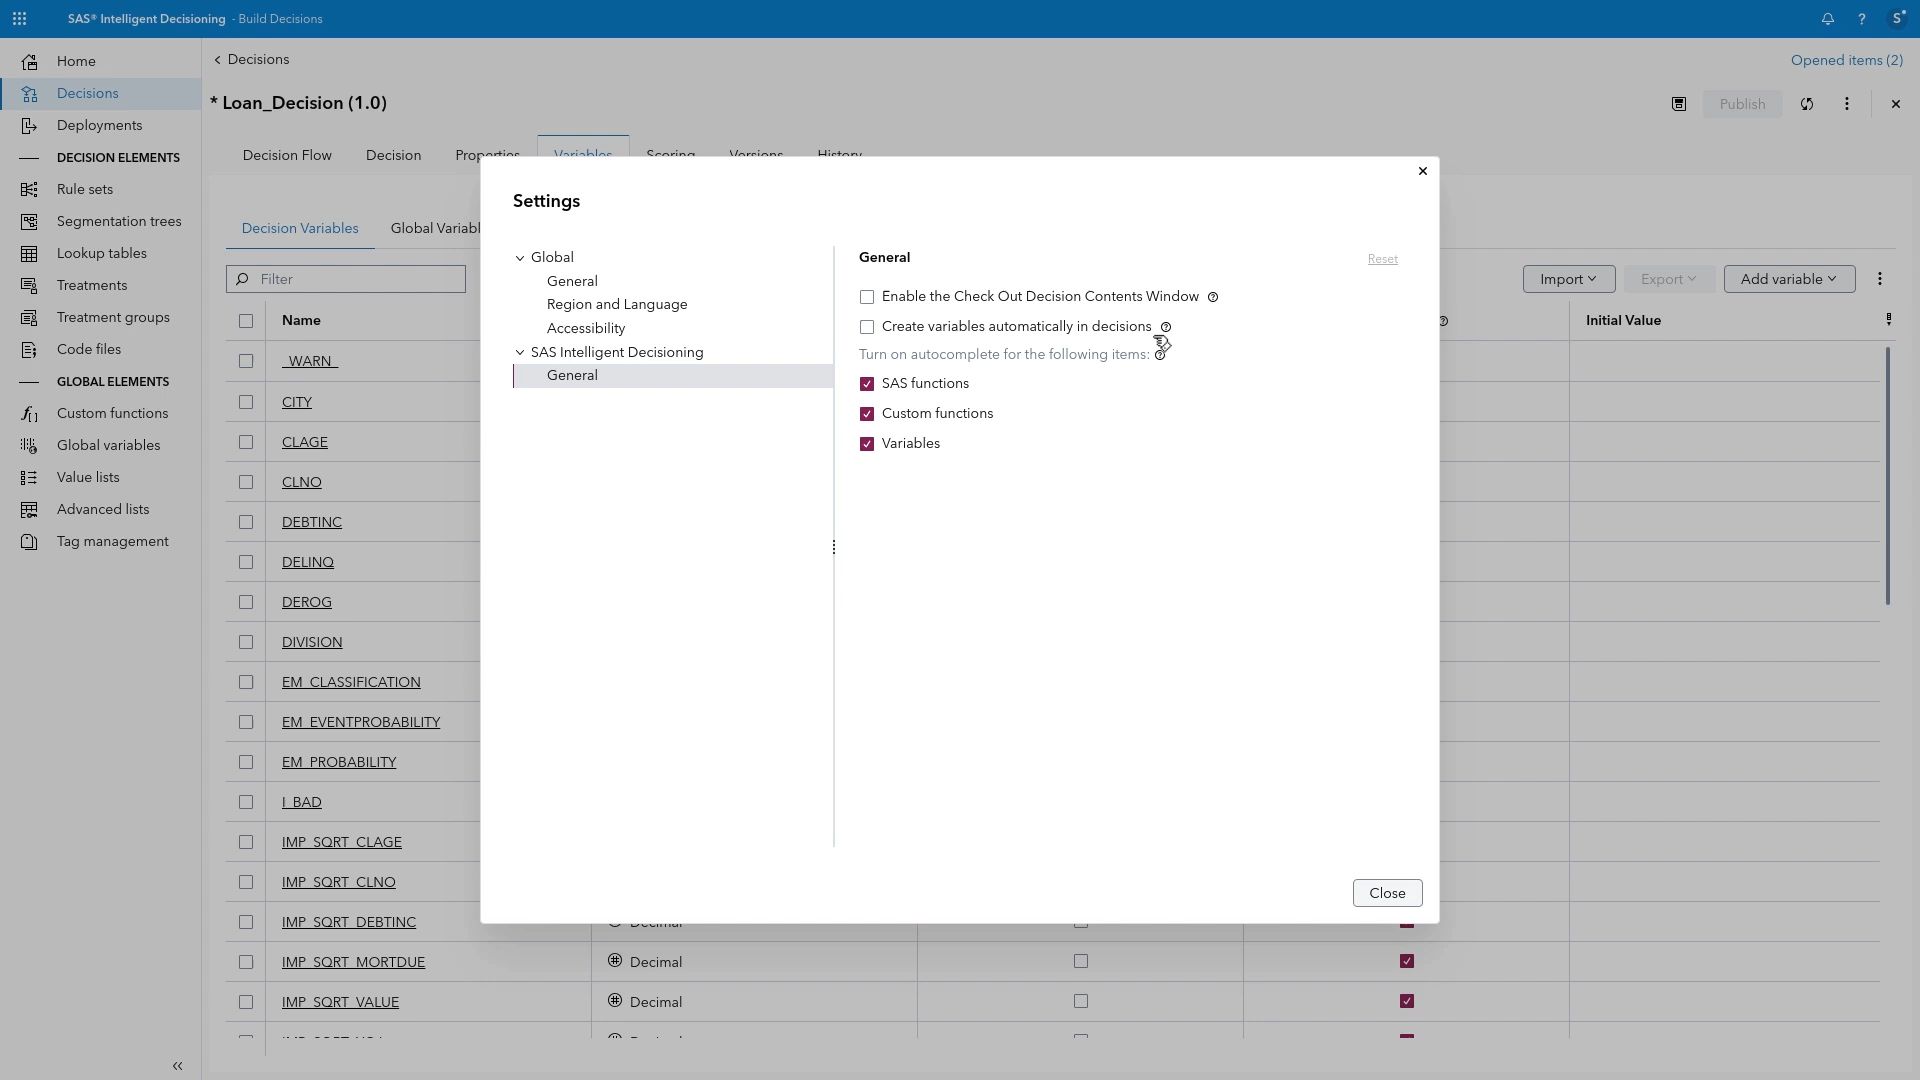 SAS® Intelligent Decisioning - Build Decisions
S
Home
Decisions
Deployments
DECISION ELEMENTS
Rule sets
Segmentation trees
Lookup tables
Treatments
Treatment groups
Code files
GLOBAL ELEMENTS
Custom functions
Global variables
Value lists
Advanced lists
Tag management
Decisions
Opened items (2)
* Loan_Decision (1.0)
Publish
Decision Flow Decision Properties Variables Scoring Versions History
Decision Variables Global Variabl
Filter
Import Export Add variable
Name
Initial Value
_WARN_
CITY
CLAGE
CLNO
DEBTINC
DELINQ
DEROG
DIVISION
EM_CLASSIFICATION
EM_EVENTPROBABILITY
EM_PROBABILITY
I_BAD
IMP_SQRT_CLAGE
IMP_SQRT_CLNO
IMP_SQRT_DEBTINC Decimal
IMP_SQRT_MORTDUE Decimal
IMP_SQRT_VALUE Decimal
Settings
Global
General
Region and Language
Accessibility
SAS Intelligent Decisioning
General
General
Reset
Enable the Check Out Decision Contents Window
Create variables automatically in decisions
Turn on autocomplete for the following items:
SAS functions
Custom functions
Variables
Close